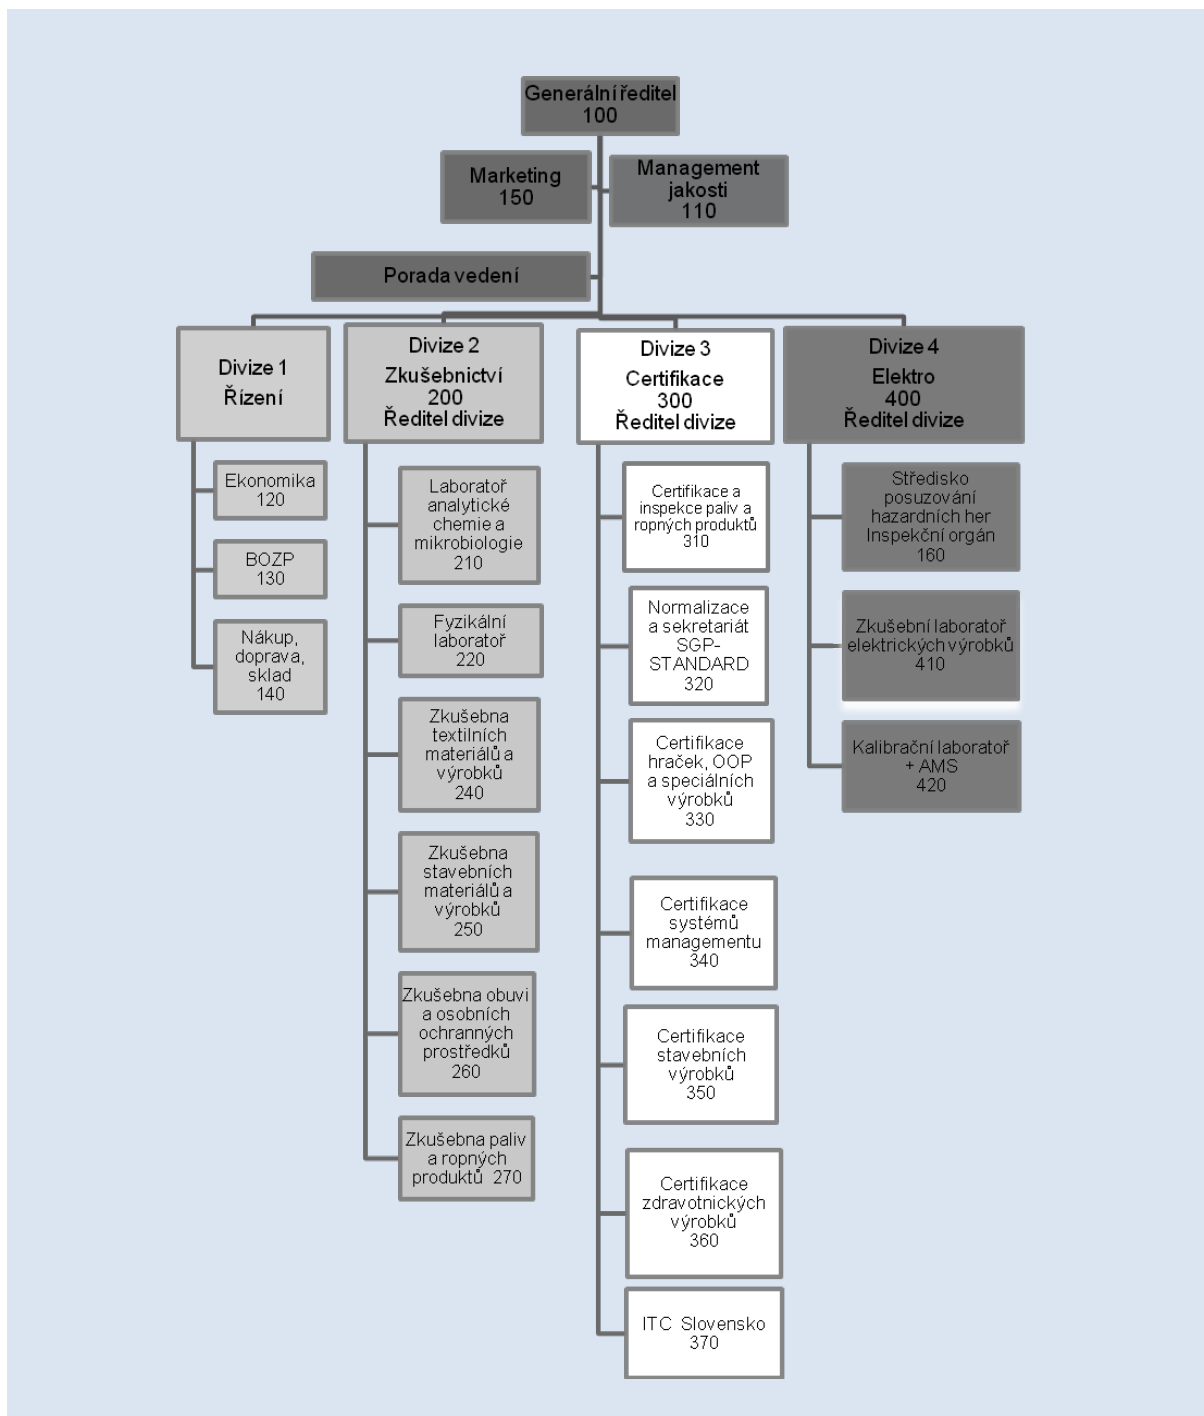 Generální ředitel
100
Marketing
150
Management
jakosti
110
Porada vedení
Divize 1
Řízení
Ekonomika
120
BOZP
130
Nákup,
doprava,
sklad
140
Divize 2
Zkušebnictví
200
Ředitel divize
Laboratoř
analytické
chemie a
mikrobiologie
210
Fyzikální
laboratoř
220
Zkušebna
textilních
materiálů a
výrobků
240
Zkušebna
stavebních
materiálů a
výrobků
250
Zkušebna obuvi
a osobních
ochranných
prostředků
260
Zkušebna paliv
a ropných
produktů 270
Divize 3
Certifikace
300
Ředitel divize
Certifikace a
inspekce paliv a
ropných produktů
310
Normalizace
a sekretariát
SGP-
STANDARD
320
Certifikace
hraček, OOP
a speciálních
výrobků
330
Certifikace
systémů
managementu
340
Certifikace
stavebních
výrobků
350
Certifikace
zdravotnických
výrobků
360
ITC Slovensko
370
Divize 4
Elektro
400
Ředitel divize
Středisko
posuzování
hazardních her
Inspekční orgán
160
Zkušební laboratoř
elektrických výrobků
410
Kalibrační laboratoř
+ AMS
420